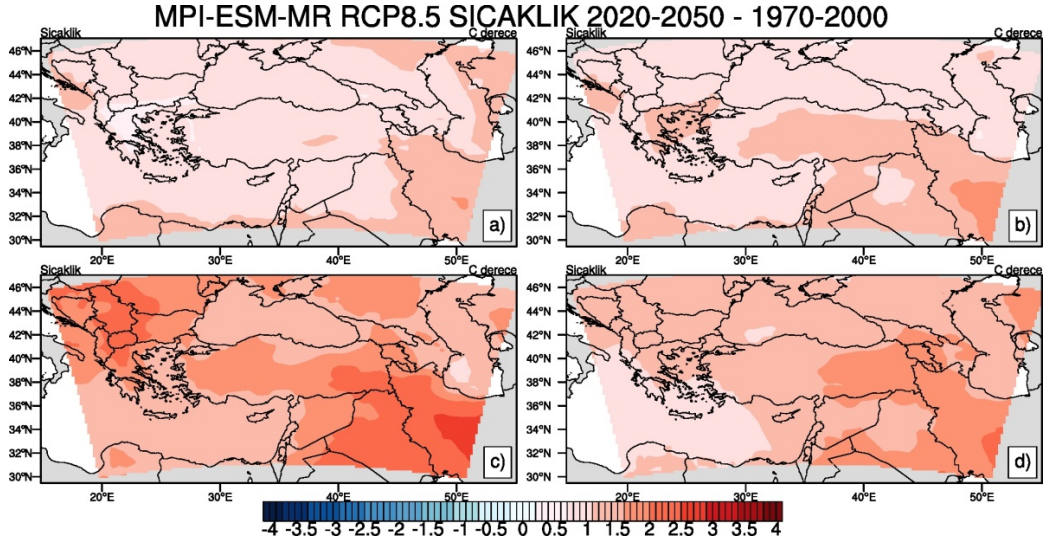 MPI-ESM-MR RCP8.5 SICAKLIK 2020-2050 - 1970-2000
Sicaklik C derece Sicaklik C derece
46°N 46°N
44°N 44°N
42°N 42°N
40°N 40°N
38°N 38°N
36°N 36°N
34°N 34°N
32°N a) 32°N b)
30°N 30°N
20°E 30°E 40°E 50°E 20°E 30°E 40°E 50°E
Sicaklik C derece Sicaklik C derece
46°N 46°N
44°N 44°N
42°N 42°N
40°N 40°N
38°N 38°N
36°N 36°N
34°N 34°N
32°N c) 32°N d)
30°N 30°N
20°E 30°E 40°E 50°E 20°E 30°E 40°E 50°E
-4 -3.5 -3 -2.5 -2 -1.5 -1 -0.5 0 0.5 1 1.5 2 2.5 3 3.5 4